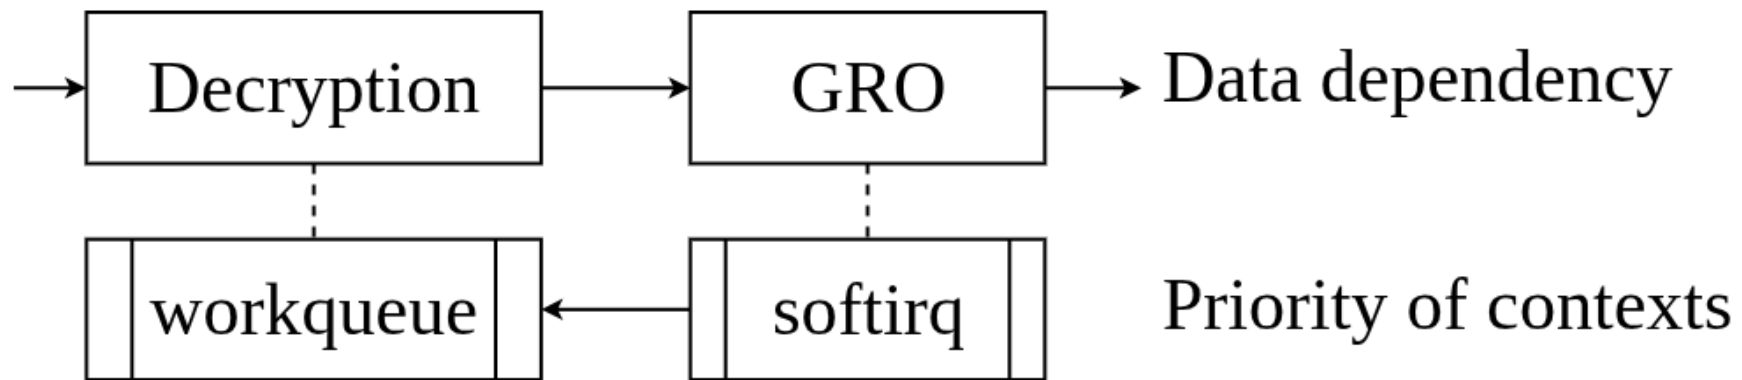 Decryption GRO Data dependency
workqueue softirq Priority of contexts